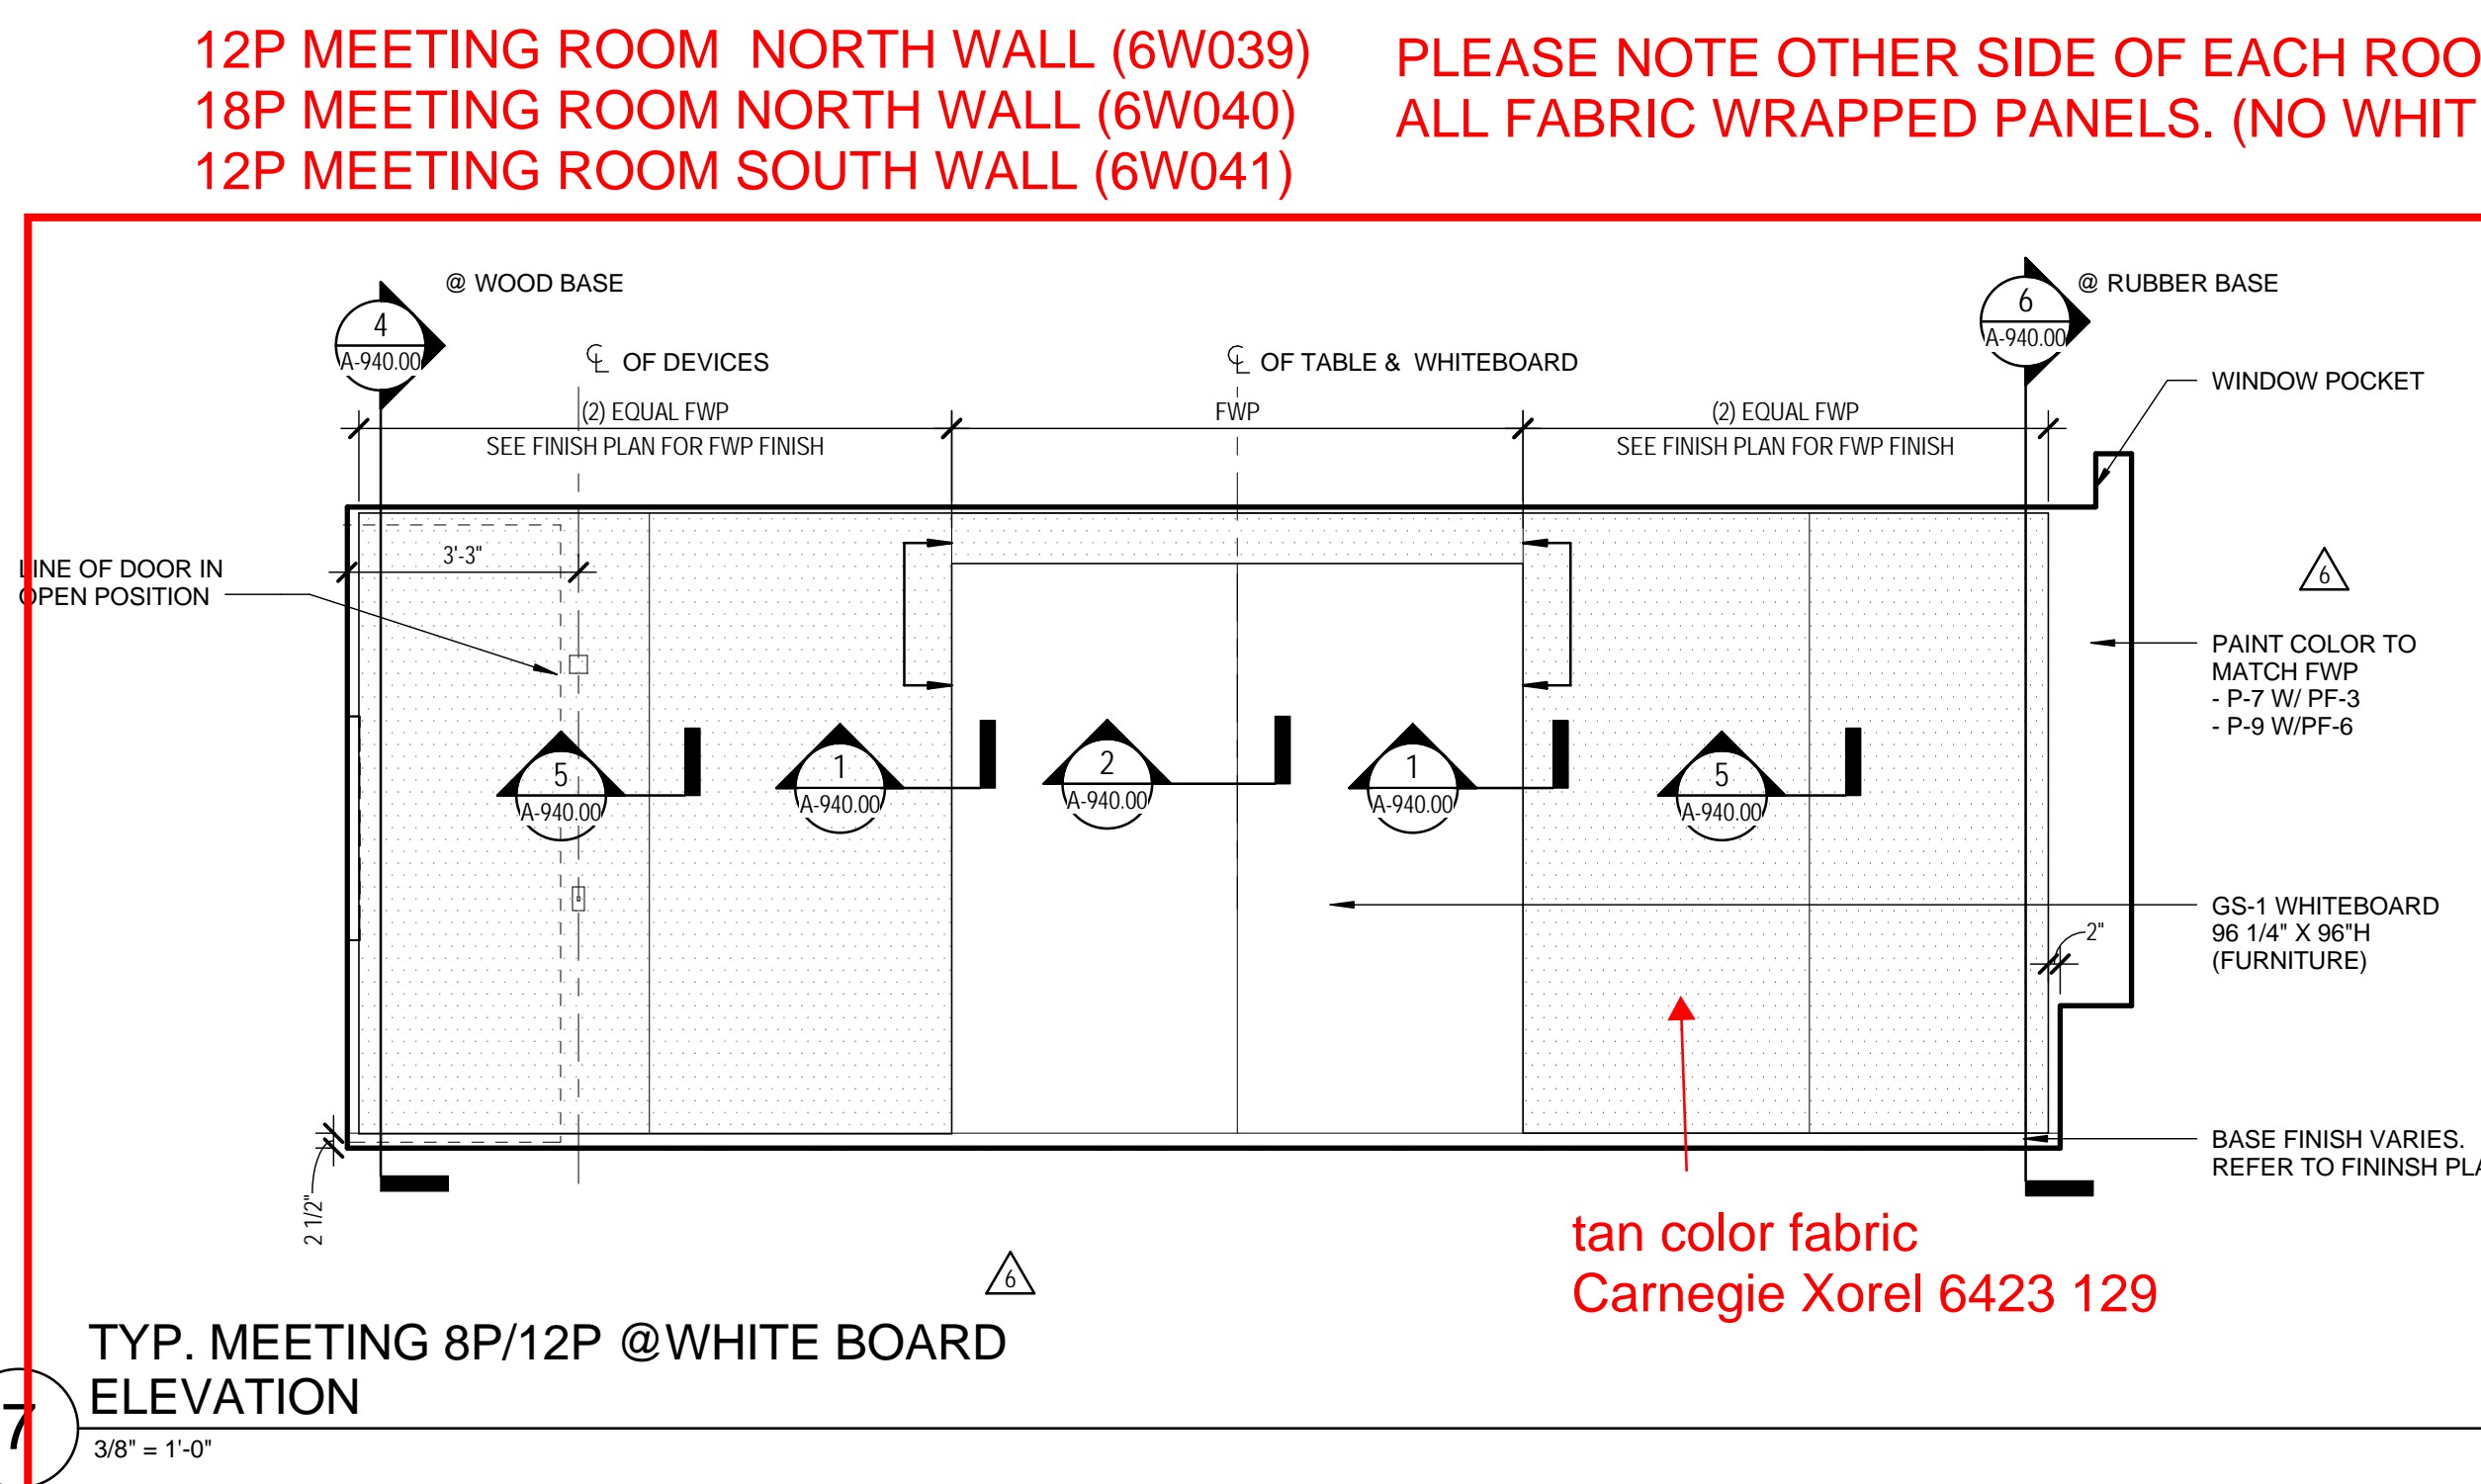 12P MEETING ROOM  NORTH WALL (6W039)
18P MEETING ROOM NORTH WALL (6W040)
12P MEETING ROOM SOUTH WALL (6W041)
PLEASE NOTE OTHER SIDE OF EACH ROO
ALL FABRIC WRAPPED PANELS. (NO WHIT
@ WOOD BASE
4
A-940.00
6
A-940.00
@ RUBBER BASE
℄ OF DEVICES
℄ OF TABLE &  WHITEBOARD
WINDOW POCKET
(2) EQUAL FWP
SEE FINISH PLAN FOR FWP FINISH
FWP
(2) EQUAL FWP
SEE FINISH PLAN FOR FWP FINISH
LINE OF DOOR IN
OPEN POSITION
3'-3"
6
PAINT COLOR TO
MATCH FWP
- P-7 W/ PF-3
- P-9 W/PF-6
5
A-940.00
1
A-940.00
2
A-940.00
1
A-940.00
5
A-940.00
GS-1 WHITEBOARD
96 1/4" X 96"H
(FURNITURE)
2"
BASE FINISH VARIES.
REFER TO FININSH PLA
2 1/2"
tan color fabric
Carnegie Xorel 6423 129
6
TYP. MEETING 8P/12P @WHITE BOARD
ELEVATION
7
3/8" = 1'-0"